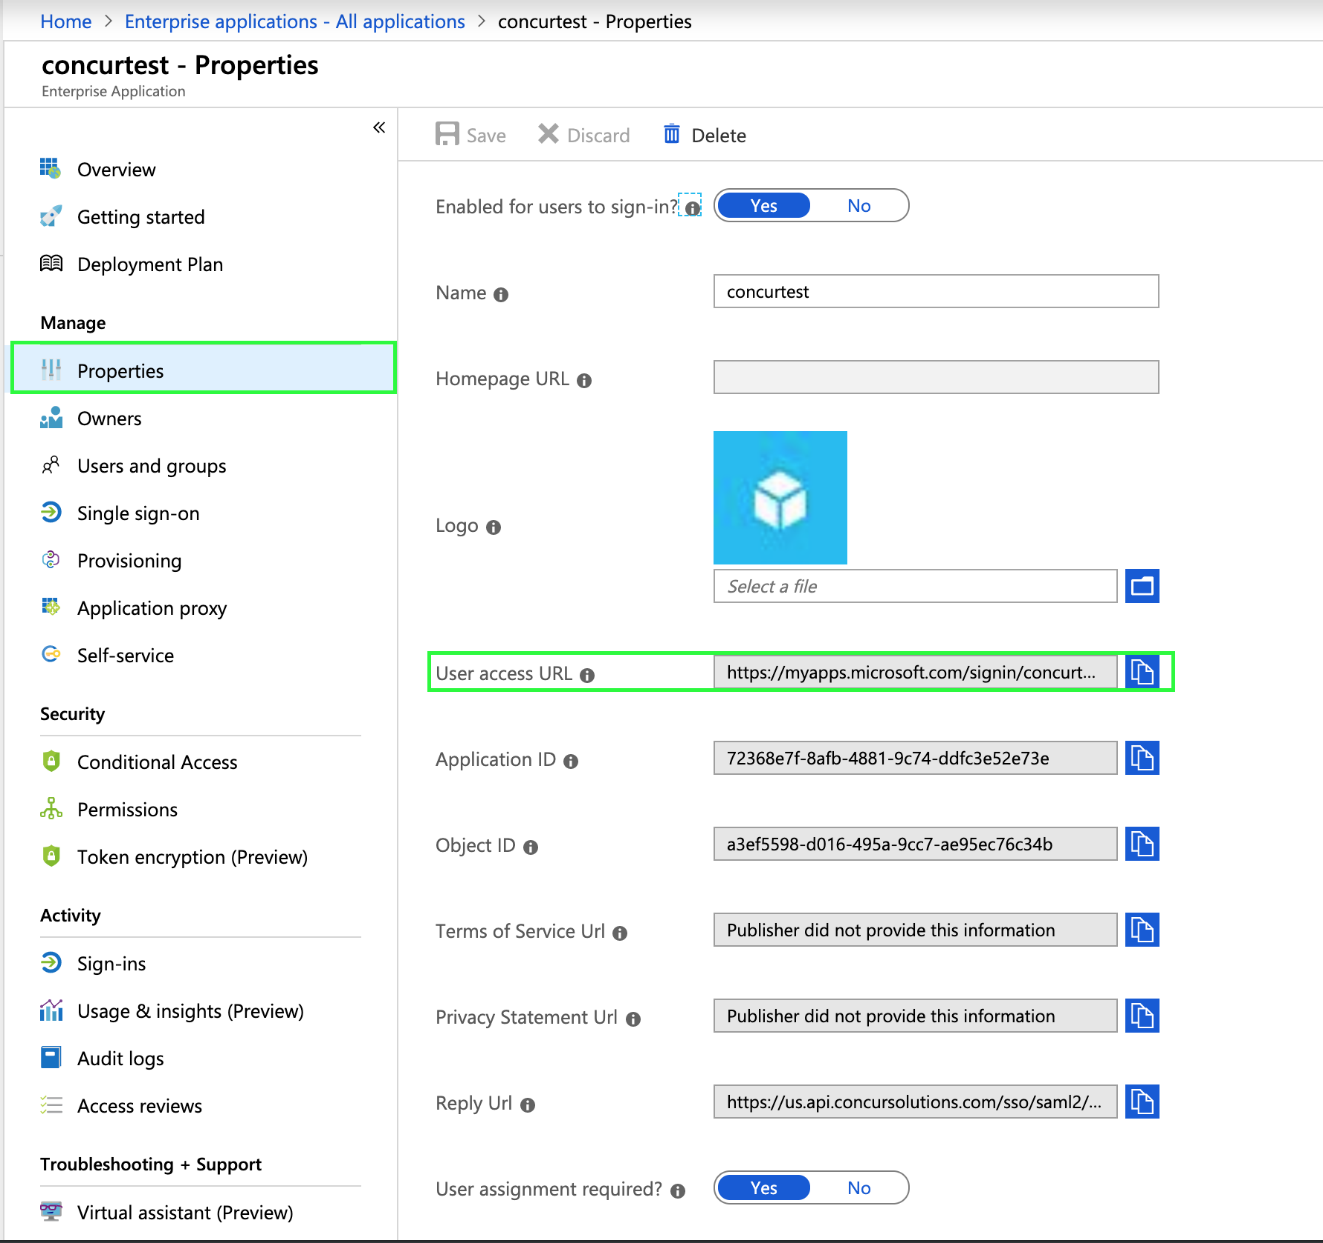 Home > Enterprise applications - All applications > concurtest - Properties
concurtest - Properties
Enterprise Application
«
Overview
Getting started
Deployment Plan
Manage
Properties
Owners
Users and groups
Single sign-on
Provisioning
Application proxy
Self-service
Security
Conditional Access
Permissions
Token encryption (Preview)
Activity
Sign-ins
Usage & insights (Preview)
Audit logs
Access reviews
Troubleshooting + Support
Virtual assistant (Preview)
Save Discard Delete
Enabled for users to sign-in? Yes No
Name concurtest
Homepage URL
Logo
Select a file
User access URL https://myapps.microsoft.com/signin/concurt...
Application ID 72368e7f-8afb-4881-9c74-ddfc3e52e73e
Object ID a3ef5598-d016-495a-9cc7-ae95ec76c34b
Terms of Service Url Publisher did not provide this information
Privacy Statement Url Publisher did not provide this information
Reply Url https://us.api.concursolutions.com/sso/saml2/...
User assignment required? Yes No